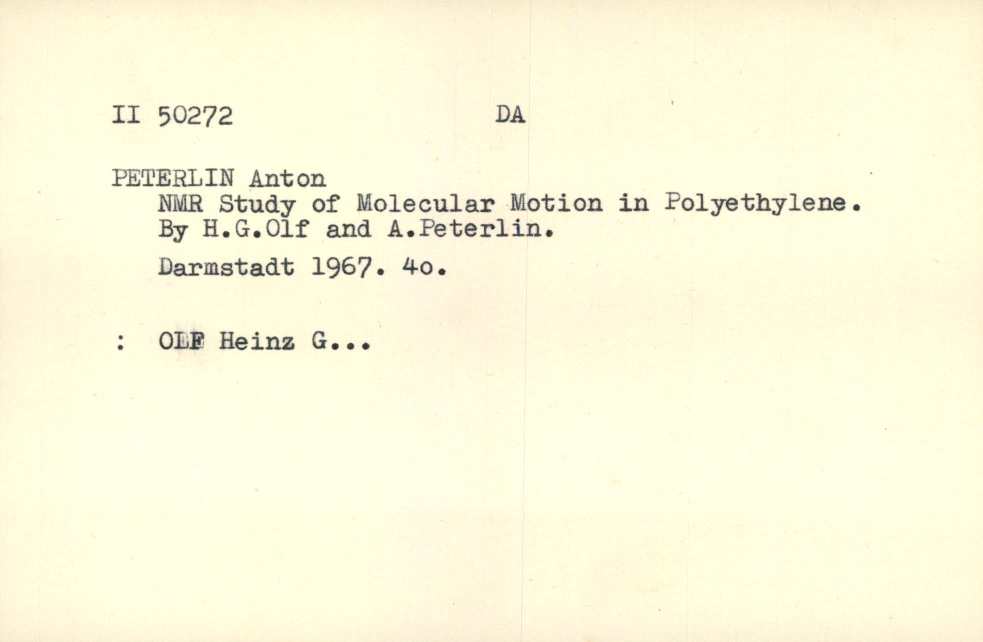 II 50272 DA
PETERLIN Anton
NMR Study of Molecular Motion in Polyethylene.
By H.G.Olf and A.Peterlin.
Darmstadt 1967. 4o.
: OLF Heinz G...